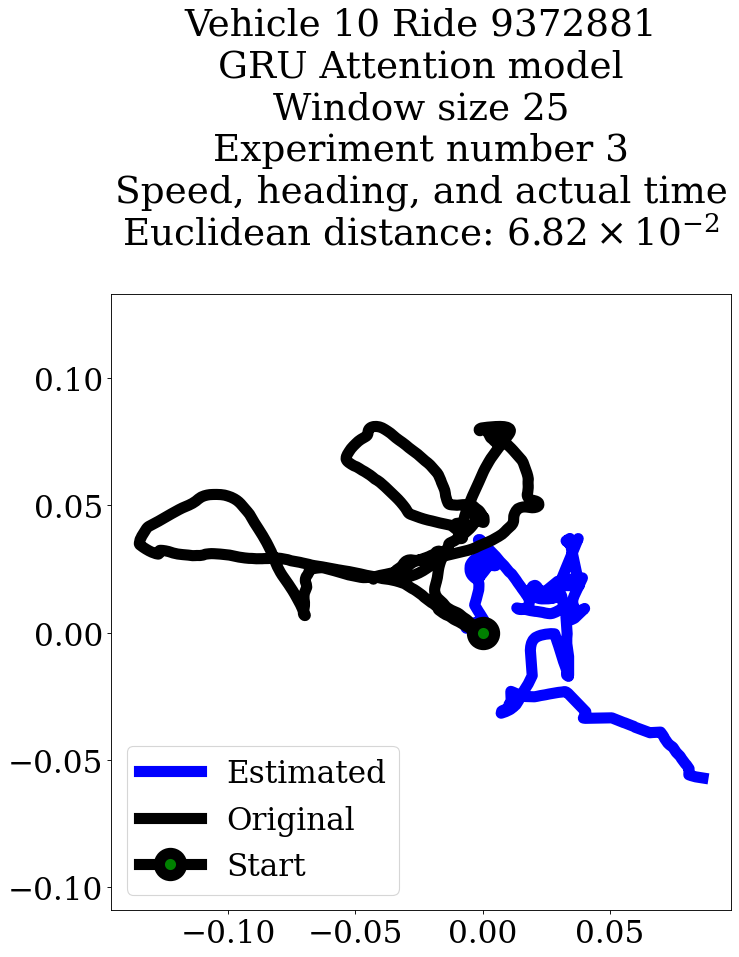 Vehicle 10 Ride 9372881
GRU Attention model
Window size 25
Experiment number 3
Speed, heading, and actual time
Euclidean distance: 6.82 × 10⁻²
0.10
0.05
0.00
−0.05
−0.10
Estimated
Original
Start
−0.10 −0.05 0.00 0.05